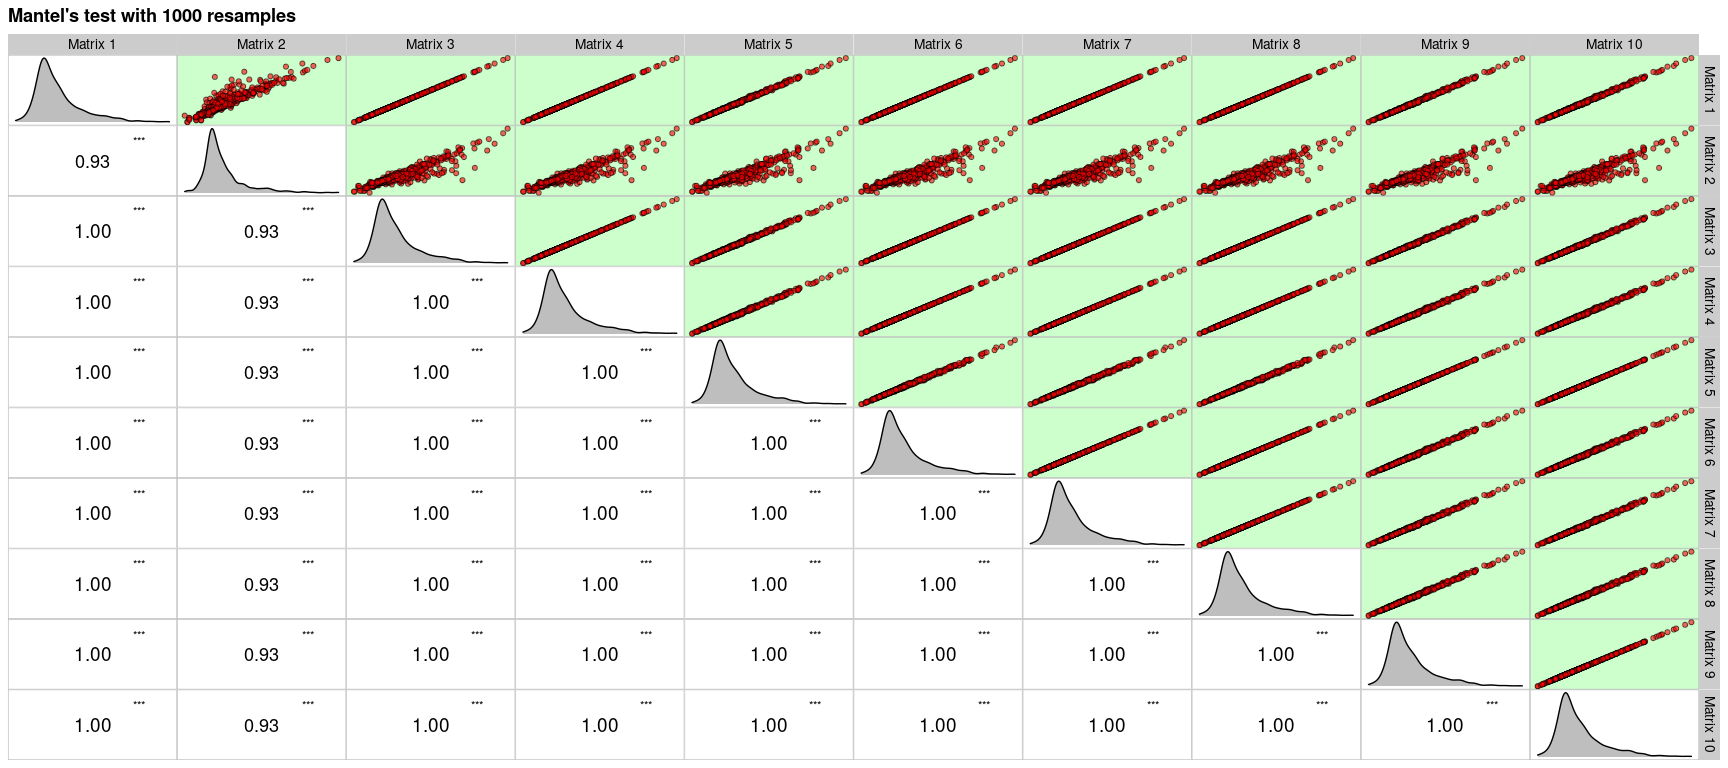 Mantel's test with 1000 resamples
Matrix 1 Matrix 2 Matrix 3 Matrix 4 Matrix 5 Matrix 6 Matrix 7 Matrix 8 Matrix 9 Matrix 10
Matrix 1
***
0.93
Matrix 2
*** ***
1.00 0.93
Matrix 3
*** *** ***
1.00 0.93 1.00
Matrix 4
*** *** *** ***
1.00 0.93 1.00 1.00
Matrix 5
*** *** *** *** ***
1.00 0.93 1.00 1.00 1.00
Matrix 6
*** *** *** *** *** ***
1.00 0.93 1.00 1.00 1.00 1.00
Matrix 7
*** *** *** *** *** *** ***
1.00 0.93 1.00 1.00 1.00 1.00 1.00
Matrix 8
*** *** *** *** *** *** *** ***
1.00 0.93 1.00 1.00 1.00 1.00 1.00 1.00
Matrix 9
*** *** *** *** *** *** *** *** ***
1.00 0.93 1.00 1.00 1.00 1.00 1.00 1.00 1.00
Matrix 10